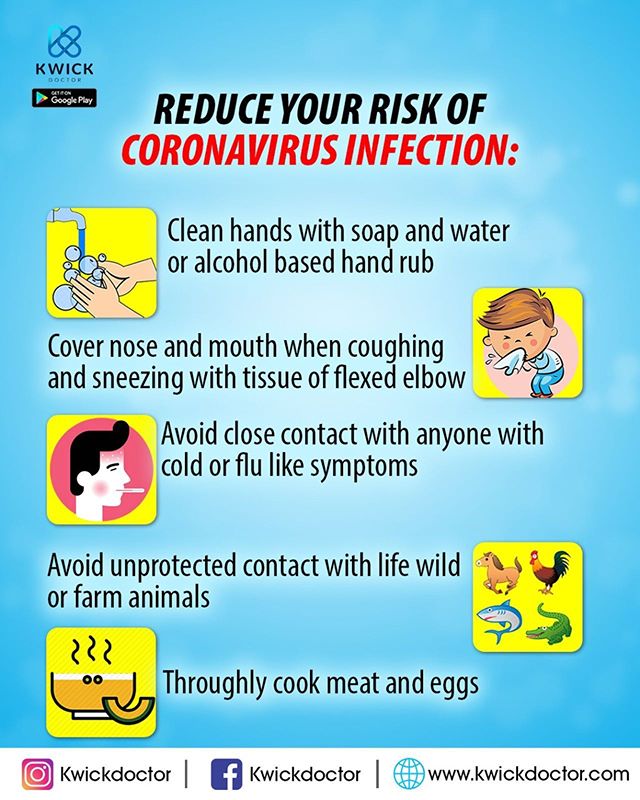 KWICK
DOCTOR
GET IT ON
Google Play
REDUCE YOUR RISK OF
CORONAVIRUS INFECTION:
Clean hands with soap and water
or alcohol based hand rub
Cover nose and mouth when coughing
and sneezing with tissue of flexed elbow
Avoid close contact with anyone with
cold or flu like symptoms
Avoid unprotected contact with life wild
or farm animals
Throughly cook meat and eggs
Kwickdoctor | Kwickdoctor | www.kwickdoctor.com